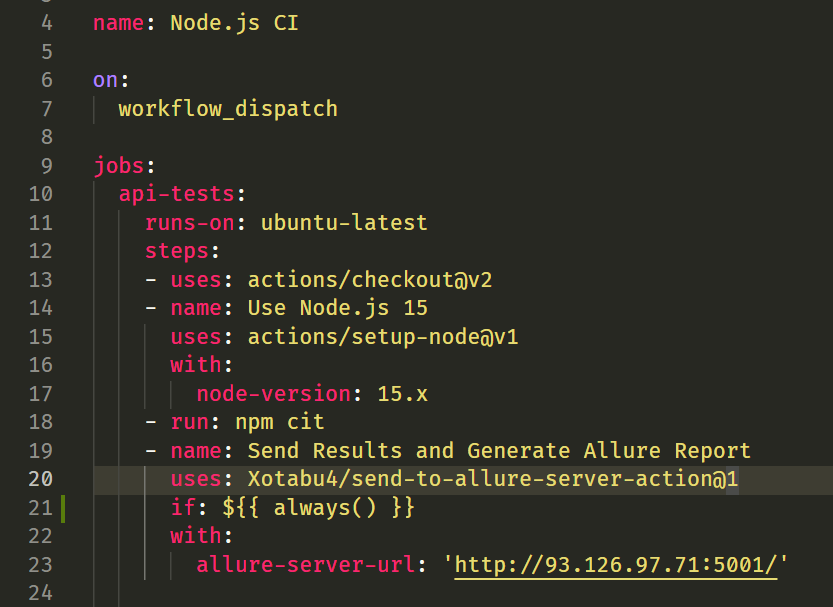 4 name: Node.js CI
5
6 on:
7   workflow_dispatch
8
9 jobs:
10   api-tests:
11     runs-on: ubuntu-latest
12     steps:
13     - uses: actions/checkout@v2
14     - name: Use Node.js 15
15       uses: actions/setup-node@v1
16       with:
17         node-version: 15.x
18     - run: npm cit
19     - name: Send Results and Generate Allure Report
20       uses: Xotabu4/send-to-allure-server-action@1
21       if: ${{ always() }}
22       with:
23         allure-server-url: 'http://93.126.97.71:5001/'
24